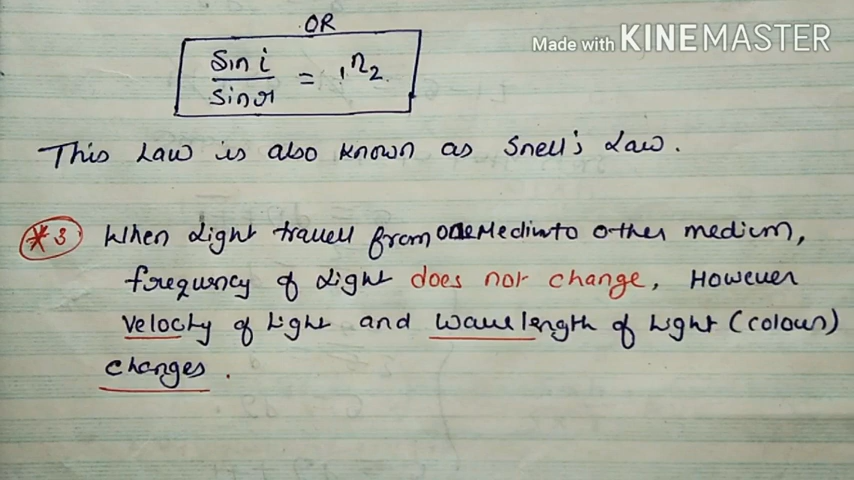 OR
Made with KINEMASTER
Sin i / Sin r = ₁n₂
This Law is also known as Snell's Law.
*3 When Light travell from one Medium to other medium,
frequency of Light does not change, However
velocity of Light and wavelength of Light (colour)
changes.